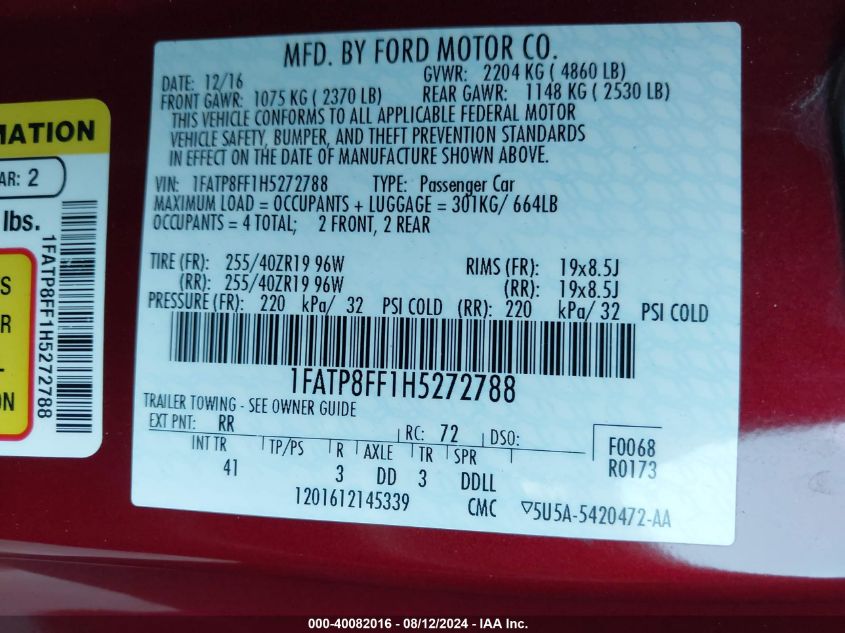 MATION
AR: 2
lbs.
S
R
L-
ON
1FATP8FF1H5272788
MFD. BY FORD MOTOR CO.
DATE: 12/16 GVWR: 2204 KG ( 4860 LB)
FRONT GAWR: 1075 KG ( 2370 LB) REAR GAWR: 1148 KG ( 2530 LB)
THIS VEHICLE CONFORMS TO ALL APPLICABLE FEDERAL MOTOR
VEHICLE SAFETY, BUMPER, AND THEFT PREVENTION STANDARDS
IN EFFECT ON THE DATE OF MANUFACTURE SHOWN ABOVE.
VIN: 1FATP8FF1H5272788 TYPE: Passenger Car
MAXIMUM LOAD = OCCUPANTS + LUGGAGE = 301KG/ 664LB
OCCUPANTS = 4 TOTAL; 2 FRONT, 2 REAR
TIRE (FR): 255/40ZR19 96W RIMS (FR): 19x8.5J
(RR): 255/40ZR19 96W (RR): 19x8.5J
PRESSURE (FR): 220 kPa/ 32 PSI COLD (RR): 220 kPa/ 32 PSI COLD
1FATP8FF1H5272788
TRAILER TOWING - SEE OWNER GUIDE
EXT PNT: RR RC: 72 DSO: F0068
INT TR TP/PS R AXLE TR SPR R0173
41 3 DD 3 DDLL
1201612145339 CMC ▽5U5A-5420472-AA
000-40082016 - 08/12/2024 - IAA Inc.